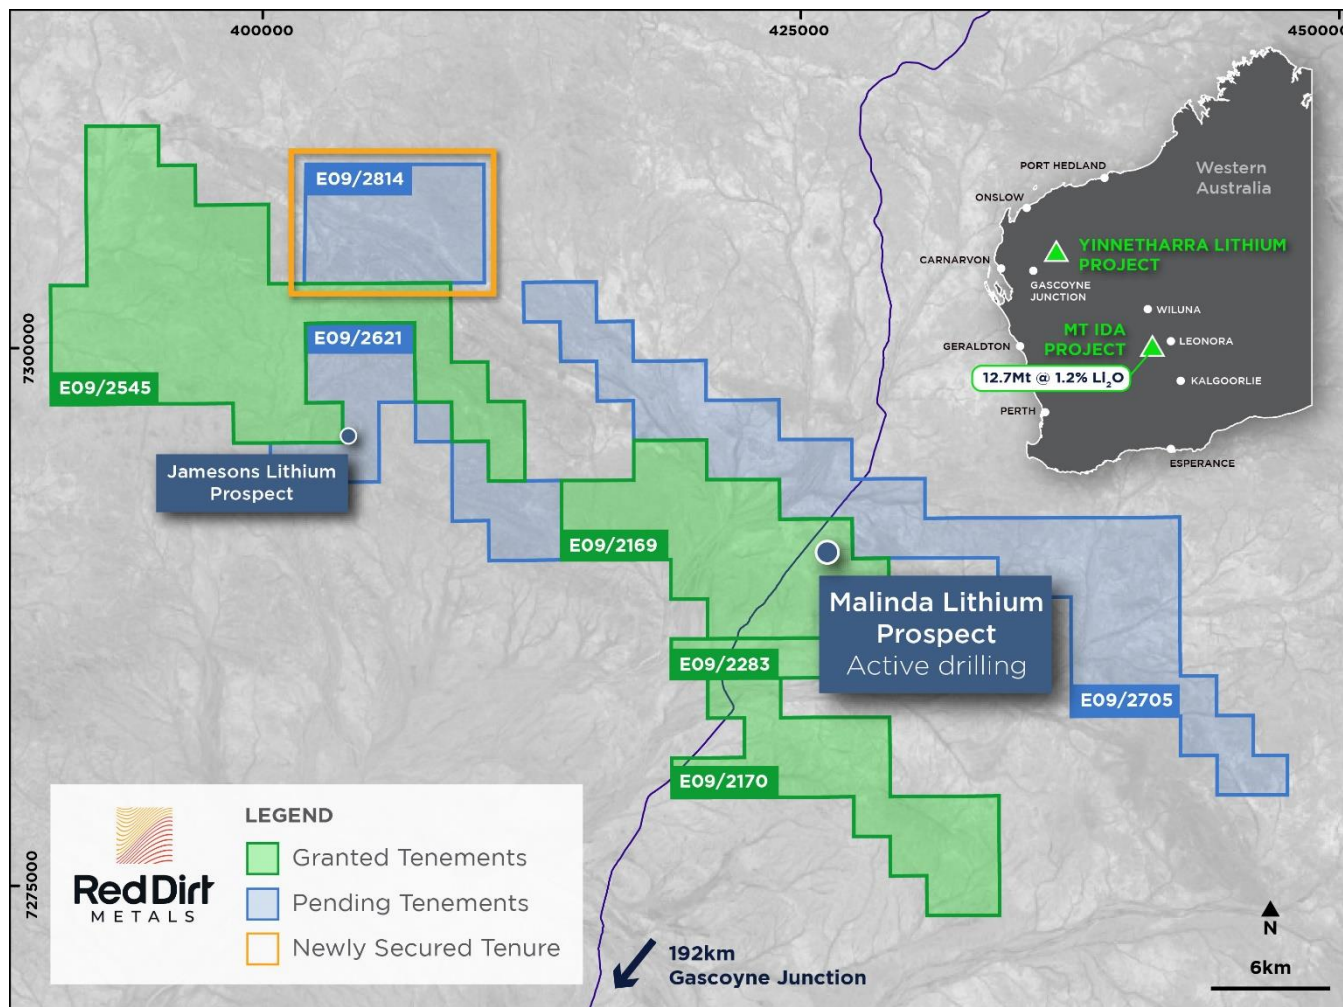 400000
425000
450000
7300000
7275000
E09/2814
E09/2621
E09/2545
Jamesons Lithium
Prospect
E09/2169
Malinda Lithium
Prospect
Active drilling
E09/2283
E09/2705
E09/2170
192km
Gascoyne Junction
Western
Australia
PORT HEDLAND
ONSLOW
YINNETHARRA LITHIUM
PROJECT
CARNARVON
GASCOYNE
JUNCTION
WILUNA
MT IDA
PROJECT
LEONORA
GERALDTON
12.7Mt @ 1.2% Li₂O
KALGOORLIE
PERTH
ESPERANCE
Red Dirt
METALS
LEGEND
Granted Tenements
Pending Tenements
Newly Secured Tenure
N
6km